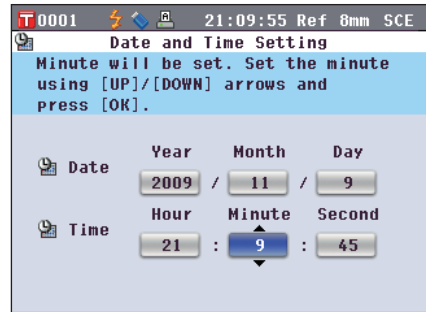 T0001 A 21:09:55 Ref 8mm SCE
Date and Time Setting
Minute will be set. Set the minute
using [UP]/[DOWN] arrows and
press [OK].
Year Month Day
Date 2009 / 11 / 9
Hour Minute Second
Time 21 : 9 : 45